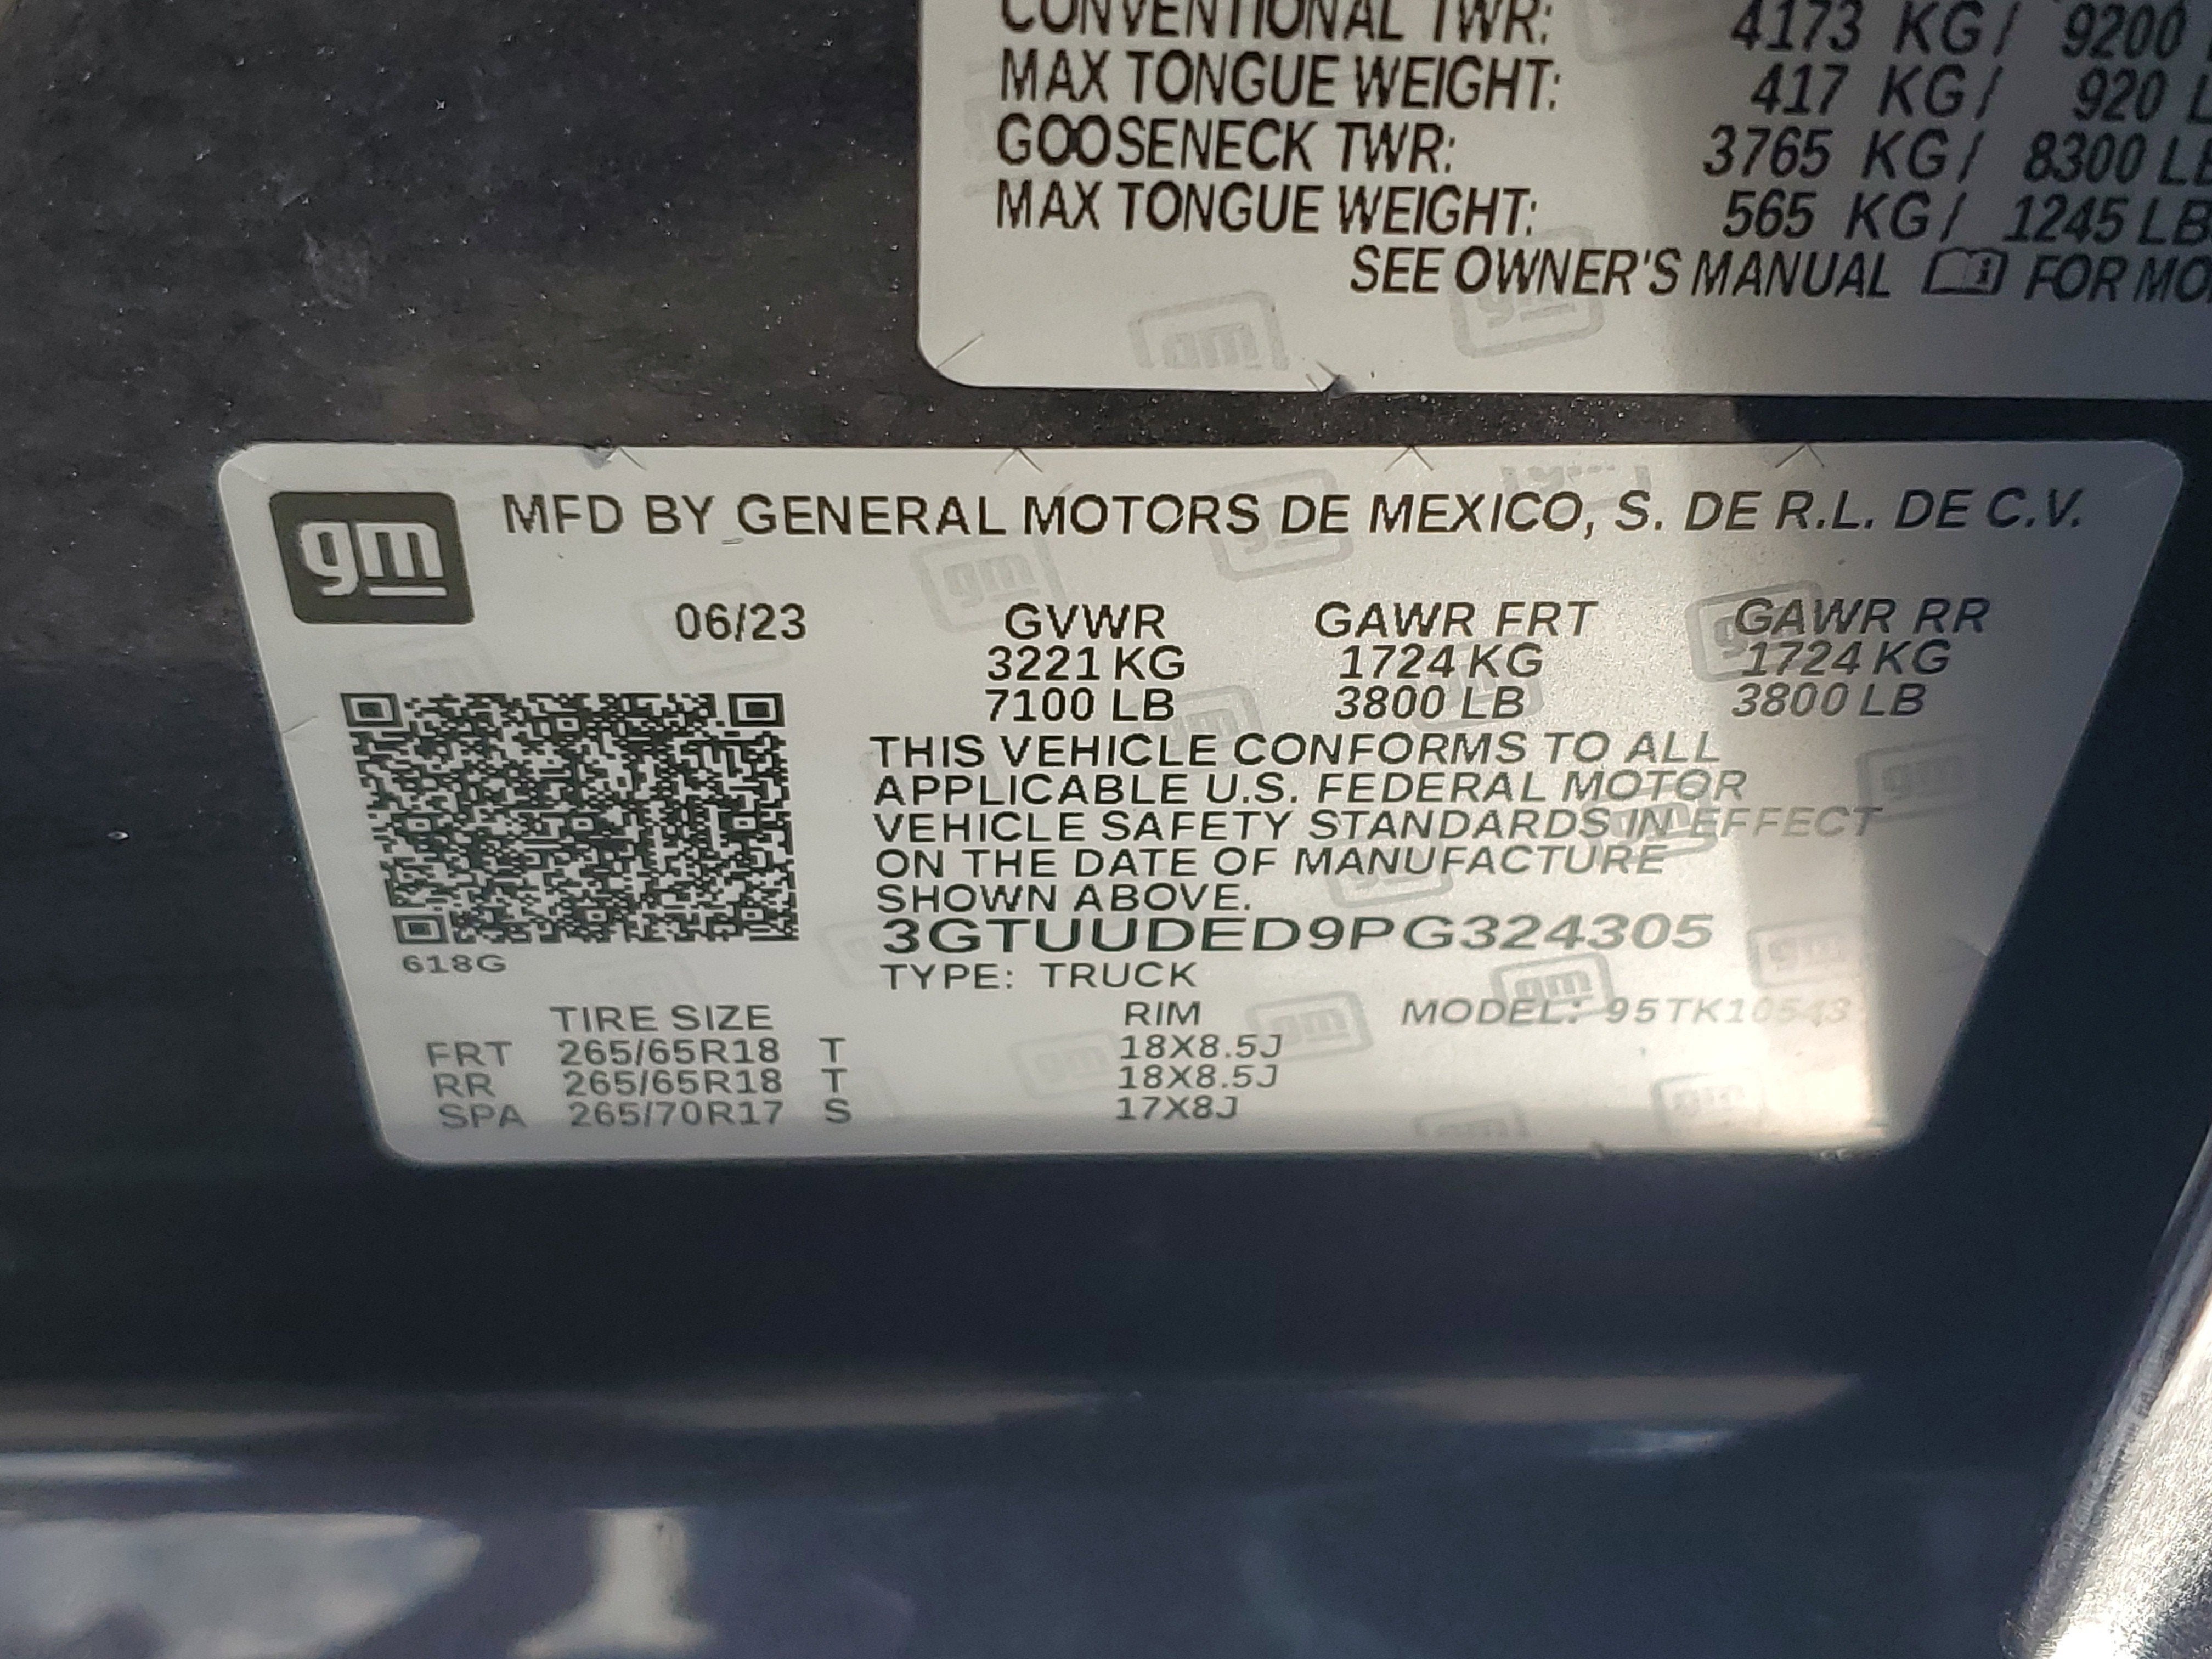 CONVENTIONAL TWR: 4173 KG/ 9200
MAX TONGUE WEIGHT: 417 KG/ 920 L
GOOSENECK TWR: 3765 KG/ 8300 LB
MAX TONGUE WEIGHT: 565 KG/ 1245 LB
SEE OWNER'S MANUAL FOR MO
gm MFD BY GENERAL MOTORS DE MEXICO, S. DE R.L. DE C.V.
06/23 GVWR GAWR FRT GAWR RR
3221 KG 1724 KG 1724 KG
7100 LB 3800 LB 3800 LB
THIS VEHICLE CONFORMS TO ALL
APPLICABLE U.S. FEDERAL MOTOR
VEHICLE SAFETY STANDARDS IN EFFECT
ON THE DATE OF MANUFACTURE
SHOWN ABOVE.
3GTUUDED9PG324305
618G
TYPE: TRUCK
TIRE SIZE RIM MODEL: 95TK10543
FRT 265/65R18 T 18X8.5J
RR 265/65R18 T 18X8.5J
SPA 265/70R17 S 17X8J